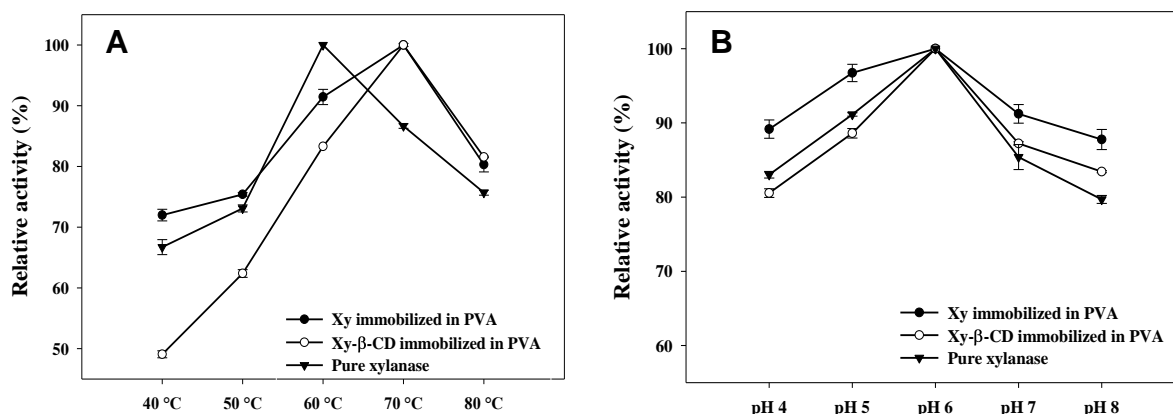 A
Relative activity (%)
100
90
80
70
60
50
40 °C 50 °C 60 °C 70 °C 80 °C
Xy immobilized in PVA
Xy-β-CD immobilized in PVA
Pure xylanase
B
Relative activity (%)
100
90
80
70
60
pH 4 pH 5 pH 6 pH 7 pH 8
Xy immobilized in PVA
Xy-β-CD immobilized in PVA
Pure xylanase